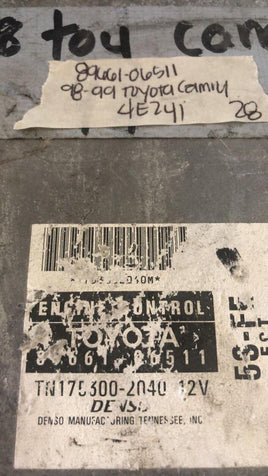 8 toy cam
89661-06511
98-99 Toyota Camry
4E24i
28
ENGINE CONTROL
TOYOTA
89661-06511
TN175300-2040 12V
DENSO
DENSO MANUFACTURING TENNESSEE, INC
5S-FE